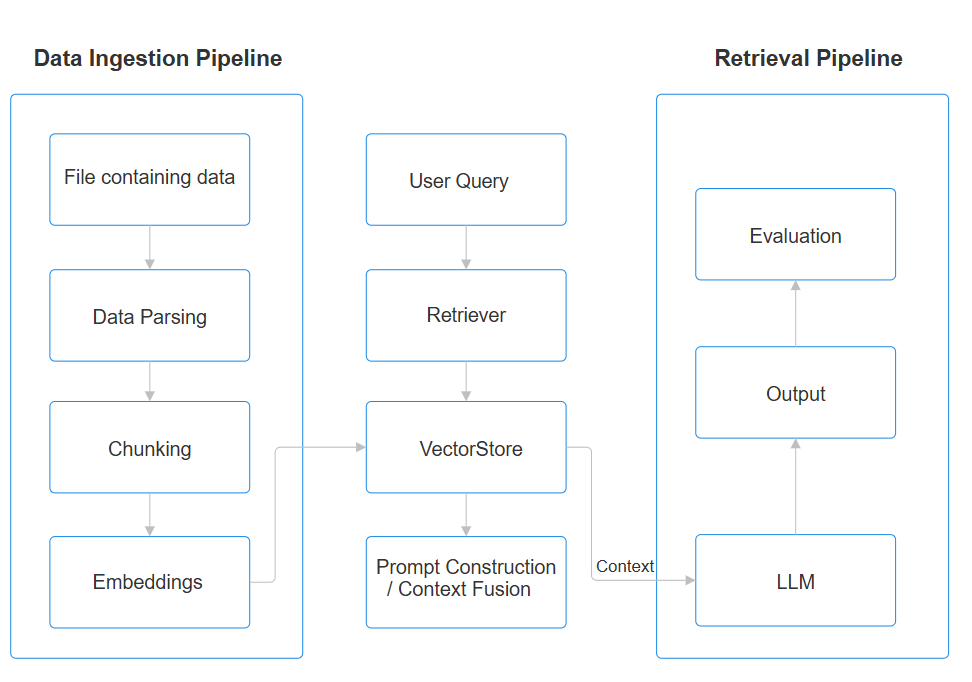 Data Ingestion Pipeline
File containing data
Data Parsing
Chunking
Embeddings
User Query
Retriever
VectorStore
Prompt Construction
/ Context Fusion
Context
Retrieval Pipeline
Evaluation
Output
LLM